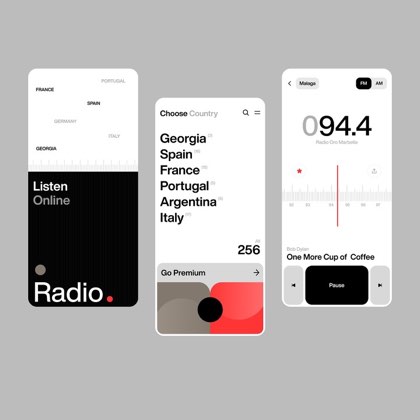 PORTUGAL
FRANCE
SPAIN
GERMANY
ITALY
GEORGIA
Listen
Online
Radio.
Choose Country
Georgia
Spain
France
Portugal
Argentina
Italy
256
Go Premium
Malaga
FM AM
094.4
Radio Oro Marbella
Bob Dylan
One More Cup of Coffee
Pause